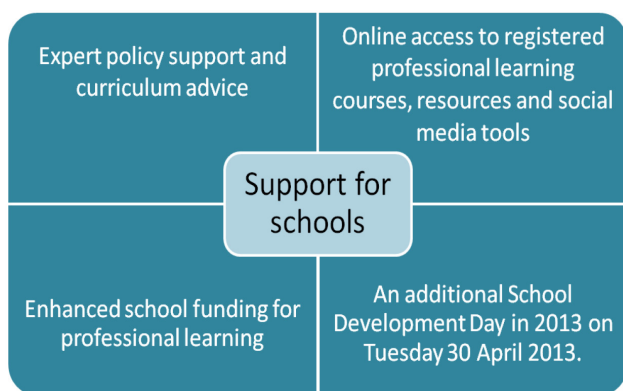 Expert policy support and
curriculum advice
Online access to registered
professional learning
courses, resources and social
media tools
Support for
schools
Enhanced school funding for
professional learning
An additional School
Development Day in 2013 on
Tuesday 30 April 2013.